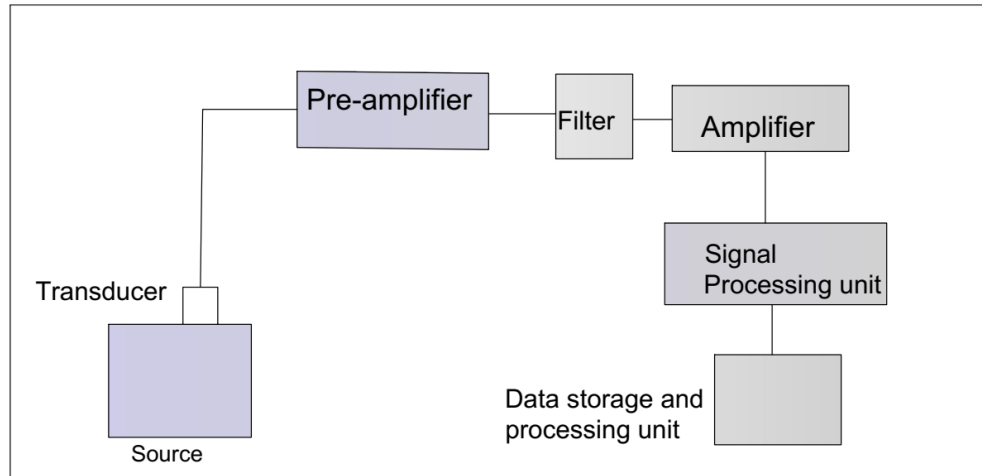 Pre-amplifier
Filter
Amplifier
Signal
Processing unit
Transducer
Data storage and
processing unit
Source